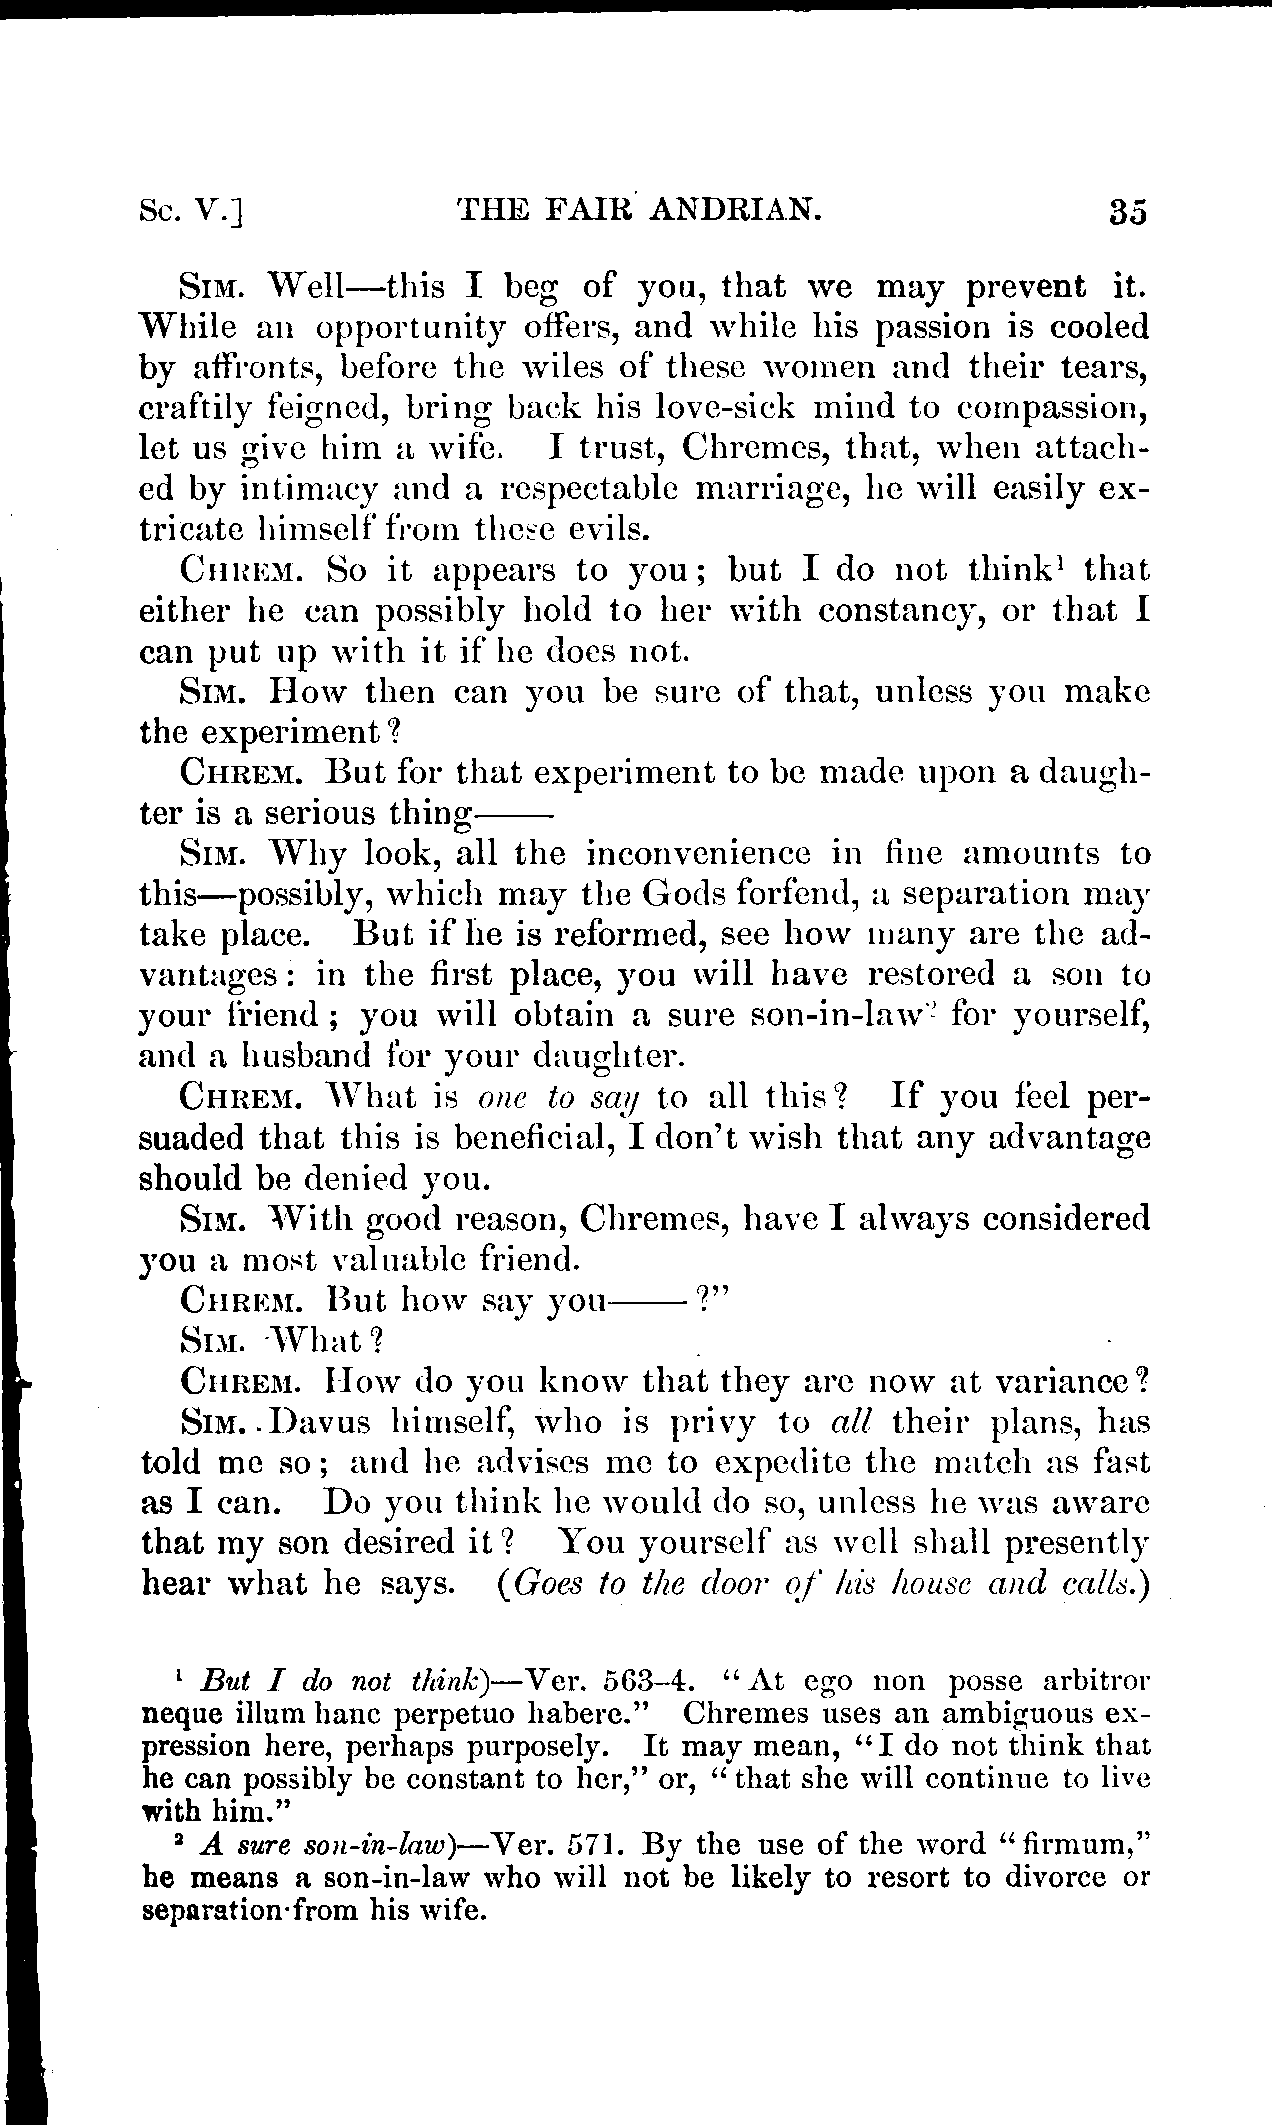 Sc. V.] THE FAIR ANDRIAN. 35
Sim. Well—this I beg of you, that we may prevent it.
While an opportunity offers, and while his passion is cooled
by affronts, before the wiles of these women and their tears,
craftily feigned, bring back his love-sick mind to compassion,
let us give him a wife. I trust, Chremes, that, when attach-
ed by intimacy and a respectable marriage, he will easily ex-
tricate himself from these evils.
Chrem. So it appears to you; but I do not think¹ that
either he can possibly hold to her with constancy, or that I
can put up with it if he does not.
Sim. How then can you be sure of that, unless you make
the experiment?
Chrem. But for that experiment to be made upon a daugh-
ter is a serious thing——
Sim. Why look, all the inconvenience in fine amounts to
this—possibly, which may the Gods forfend, a separation may
take place. But if he is reformed, see how many are the ad-
vantages: in the first place, you will have restored a son to
your friend; you will obtain a sure son-in-law² for yourself,
and a husband for your daughter.
Chrem. What is one to say to all this? If you feel per-
suaded that this is beneficial, I don't wish that any advantage
should be denied you.
Sim. With good reason, Chremes, have I always considered
you a most valuable friend.
Chrem. But how say you——?"
Sim. What?
Chrem. How do you know that they are now at variance?
Sim. Davus himself, who is privy to all their plans, has
told me so; and he advises me to expedite the match as fast
as I can. Do you think he would do so, unless he was aware
that my son desired it? You yourself as well shall presently
hear what he says. (Goes to the door of his house and calls.)
¹ But I do not think)—Ver. 563-4. "At ego non posse arbitror
neque illum hanc perpetuo habere." Chremes uses an ambiguous ex-
pression here, perhaps purposely. It may mean, "I do not think that
he can possibly be constant to her," or, "that she will continue to live
with him."
² A sure son-in-law)—Ver. 571. By the use of the word "firmum,"
he means a son-in-law who will not be likely to resort to divorce or
separation from his wife.